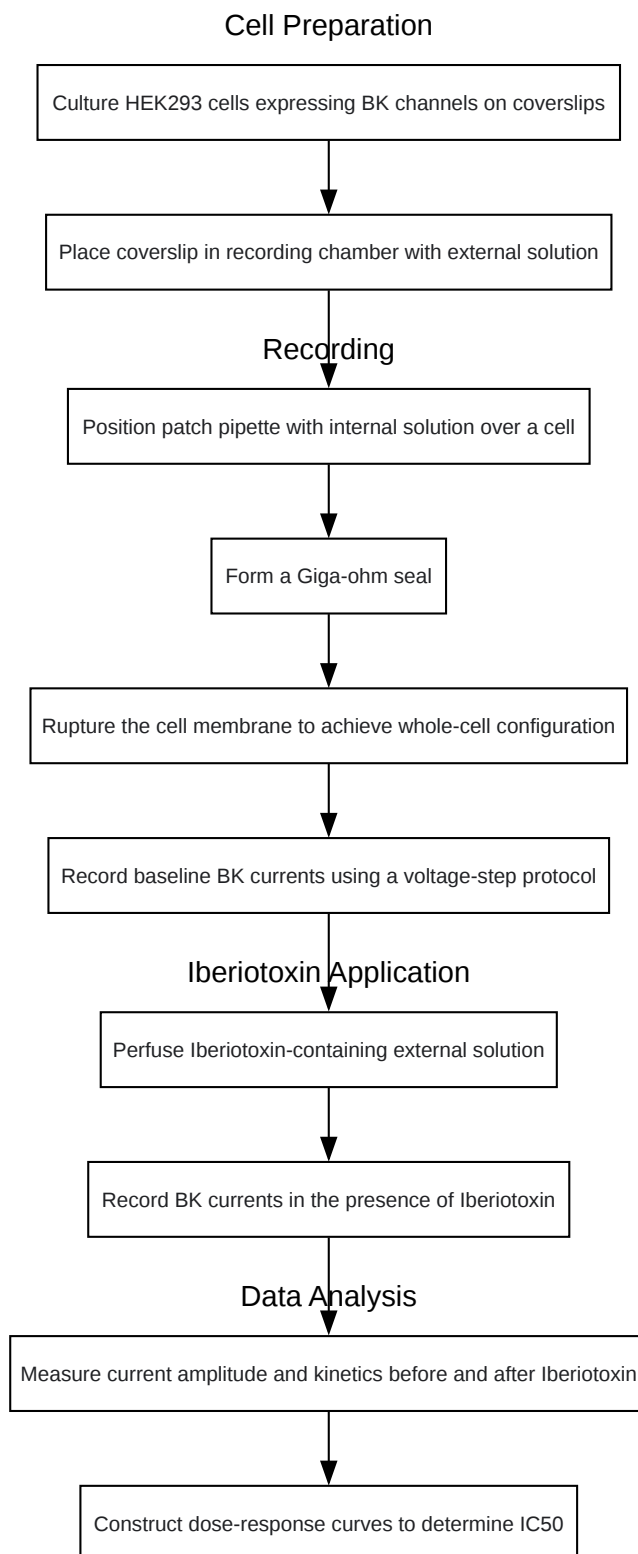 Cell Preparation
Culture HEK293 cells expressing BK channels on coverslips
Place coverslip in recording chamber with external solution
Recording
Position patch pipette with internal solution over a cell
Form a Giga-ohm seal
Rupture the cell membrane to achieve whole-cell configuration
Record baseline BK currents using a voltage-step protocol
Iberiotoxin Application
Perfuse Iberiotoxin-containing external solution
Record BK currents in the presence of Iberiotoxin
Data Analysis
Measure current amplitude and kinetics before and after Iberiotoxin
Construct dose-response curves to determine IC50